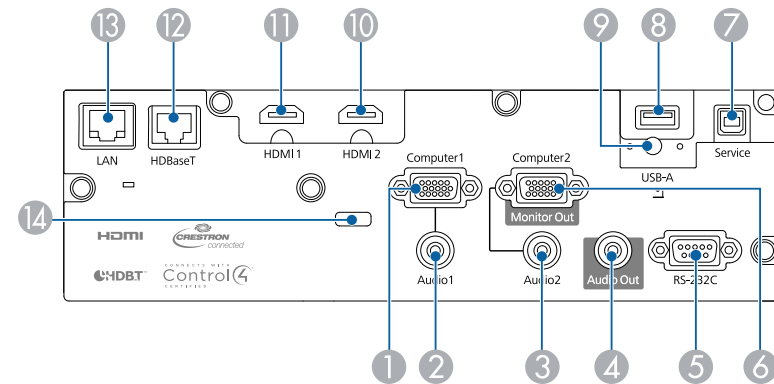 13 12 11 10 9 8 7
LAN HDBaseT HDMI 1 HDMI 2 Computer1 Computer2 USB-A Service
14
Monitor Out
HDMI CRESTRON connected
HDBT CONNECTS WITH Control4 CERTIFIED
Audio1 Audio2 Audio Out RS-232C
1 2 3 4 5 6